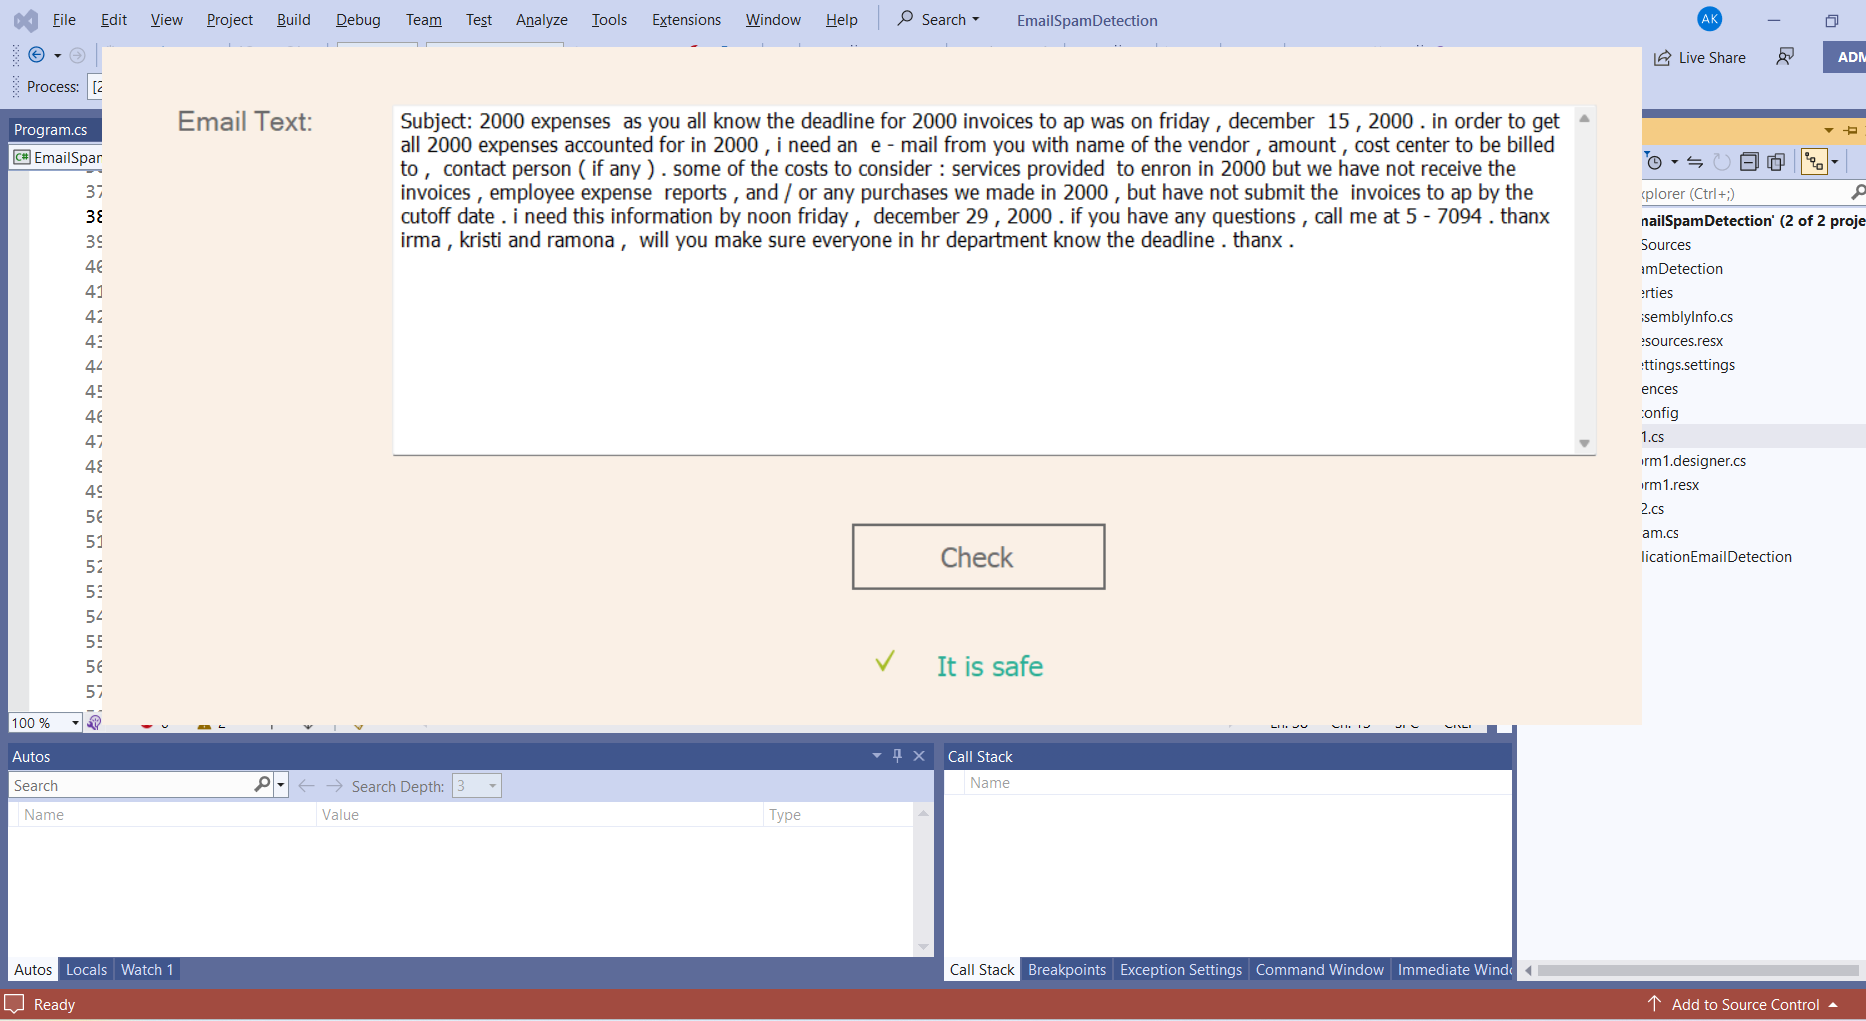 File Edit View Project Build Debug Team Test Analyze Tools Extensions Window Help Search EmailSpamDetection AK
Live Share
Process:
Program.cs
C# EmailSpam
37
38
39
40
41
42
43
44
45
46
47
48
49
50
51
52
53
54
55
56
57
Email Text:
Subject: 2000 expenses  as you all know the deadline for 2000 invoices to ap was on friday , december  15 , 2000 . in order to get
all 2000 expenses accounted for in 2000 , i need an  e - mail from you with name of the vendor , amount , cost center to be billed
to ,  contact person ( if any ) . some of the costs to consider : services provided  to enron in 2000 but we have not receive the
invoices , employee expense  reports , and / or any purchases we made in 2000 , but have not submit the  invoices to ap by the
cutoff date . i need this information by noon friday ,  december 29 , 2000 . if you have any questions , call me at 5 - 7094 . thanx
irma , kristi and ramona ,  will you make sure everyone in hr department know the deadline . thanx .
Check
It is safe
xplorer (Ctrl+;)
mailSpamDetection' (2 of 2 proje
Sources
amDetection
erties
ssemblyInfo.cs
esources.resx
ettings.settings
ences
config
1.cs
orm1.designer.cs
orm1.resx
2.cs
am.cs
licationEmailDetection
100 %
Autos
Search Search Depth: 3
Name Value Type
Autos Locals Watch 1
Call Stack
Name
Call Stack Breakpoints Exception Settings Command Window Immediate Windo
Ready
Add to Source Control